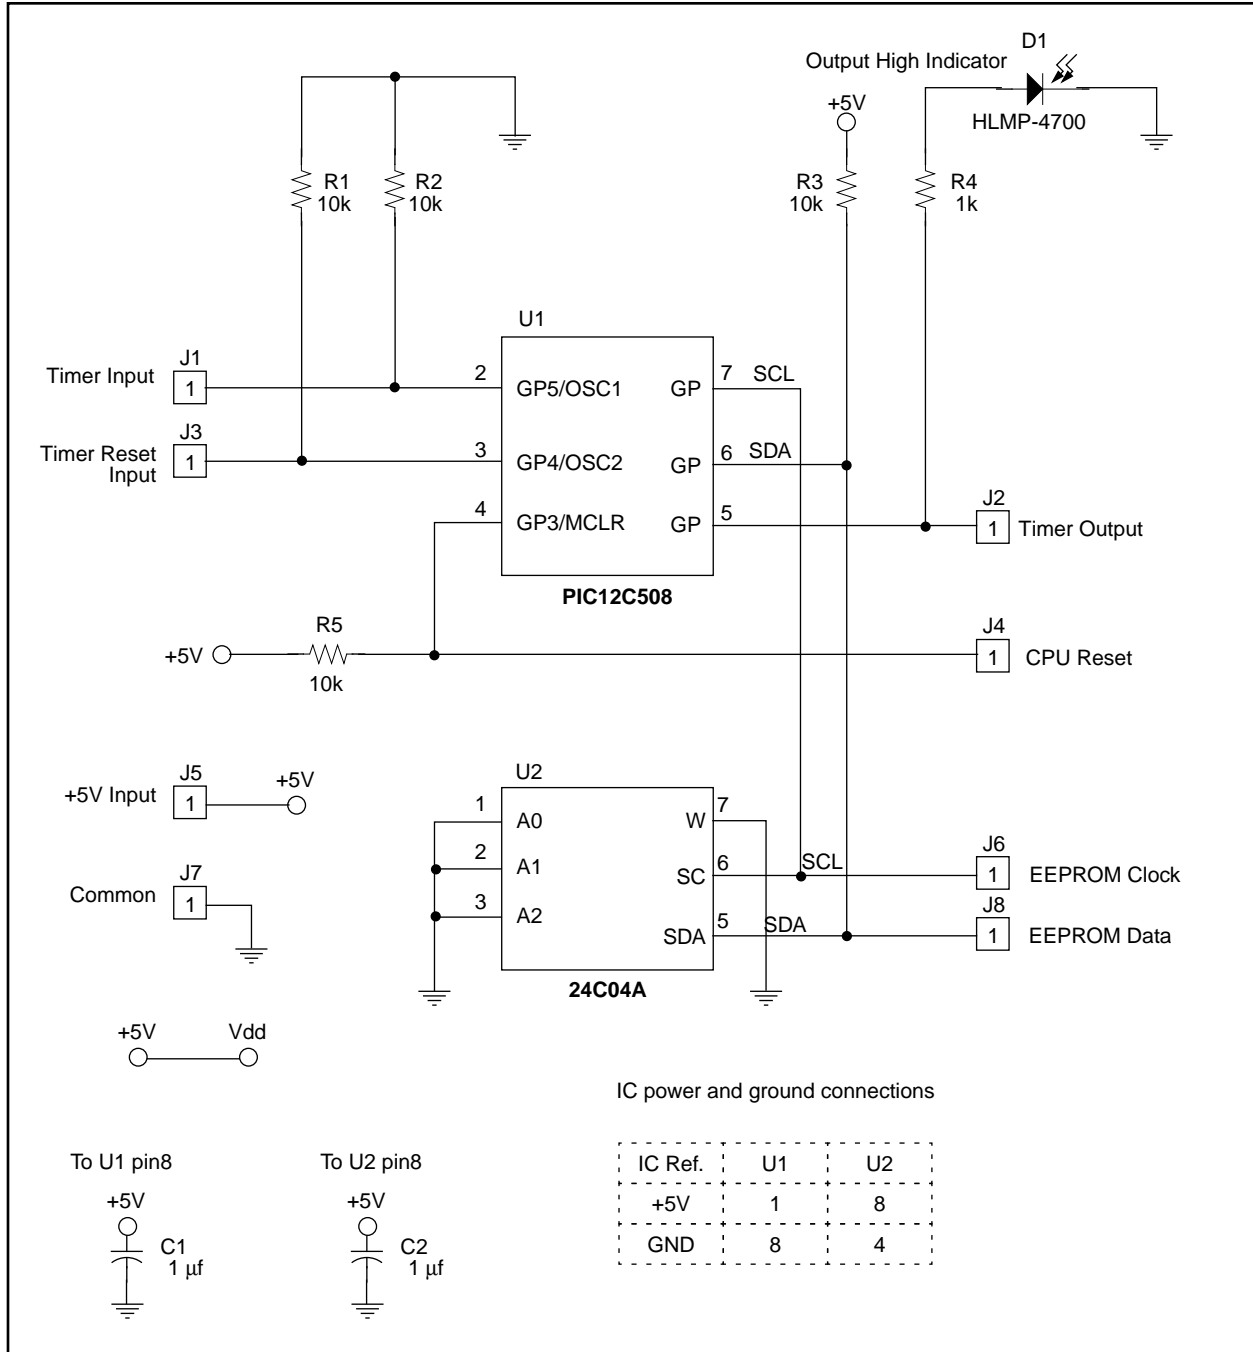 D1
Output High Indicator
+5V
HLMP-4700
R1
10k
R2
10k
R3
10k
R4
1k
U1
Timer Input
J1
1
2
GP5/OSC1
GP
7
SCL
Timer Reset
Input
J3
1
3
GP4/OSC2
GP
6
SDA
4
GP3/MCLR
GP
5
J2
1
Timer Output
PIC12C508
+5V
R5
10k
J4
1
CPU Reset
+5V Input
J5
1
+5V
U2
1
A0
W
7
2
A1
SC
6
SCL
J6
1
EEPROM Clock
Common
J7
1
3
A2
SDA
5
SDA
J8
1
EEPROM Data
24C04A
+5V
Vdd
IC power and ground connections
To U1 pin8
+5V
C1
1 µf
To U2 pin8
+5V
C2
1 µf
IC Ref. U1 U2
+5V 1 8
GND 8 4